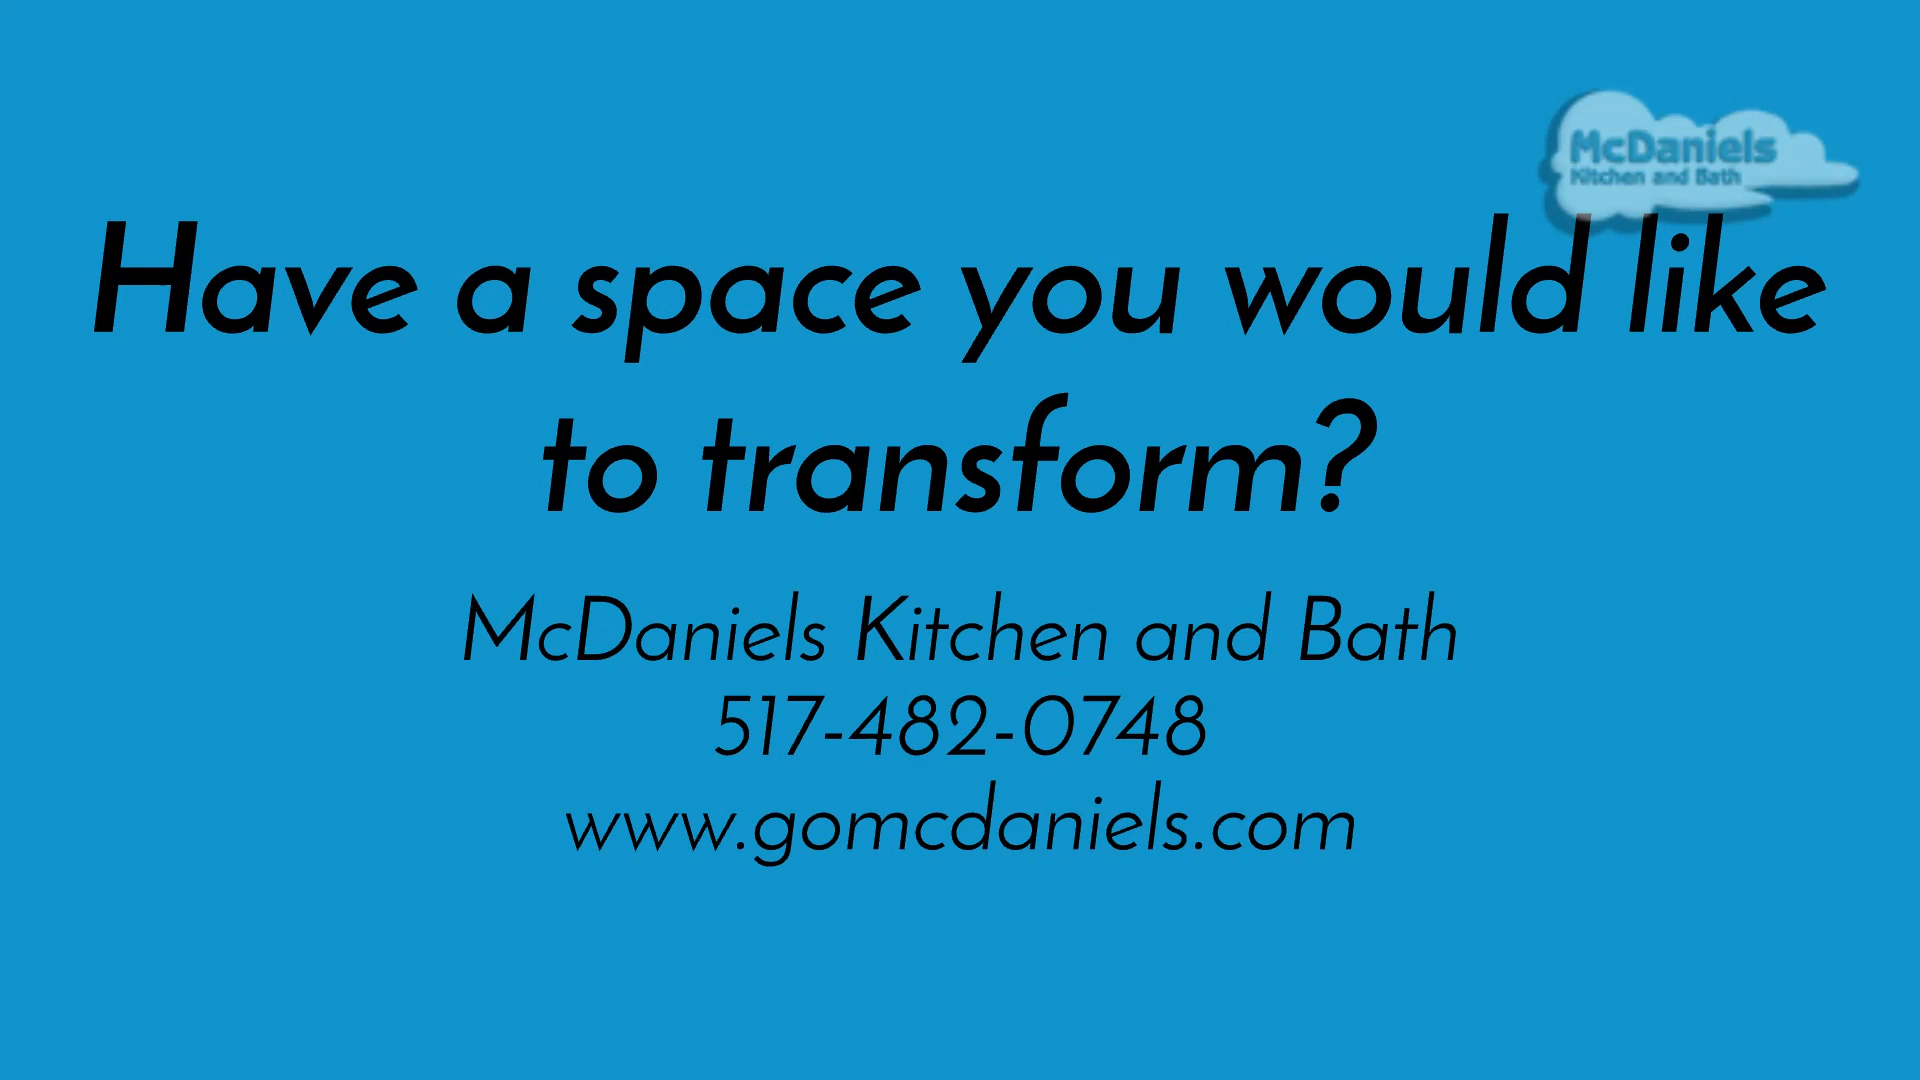 McDaniels
Kitchen and Bath
Have a space you would like
to transform?
McDaniels Kitchen and Bath
517-482-0748
www.gomcdaniels.com